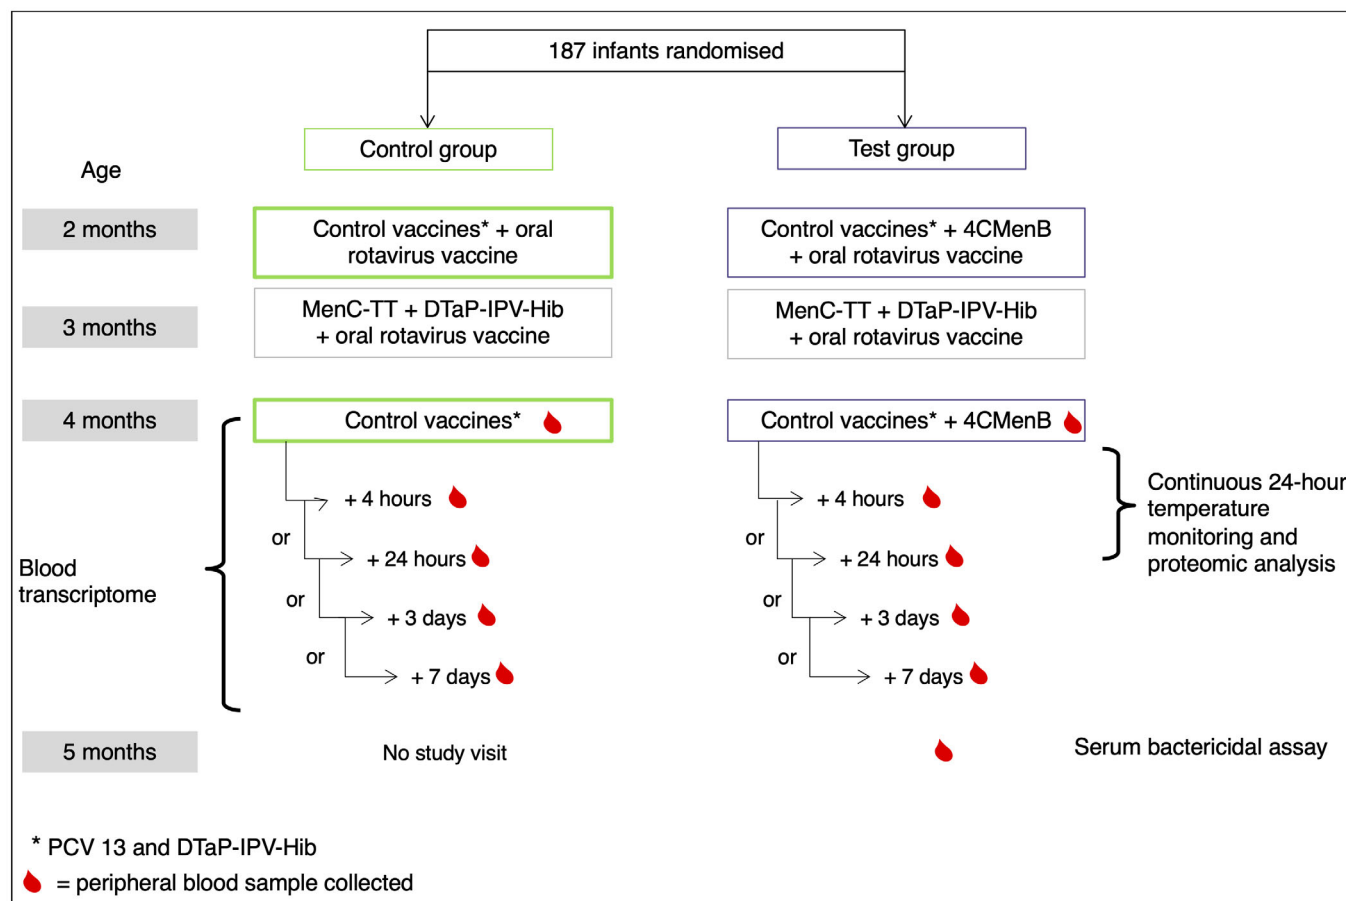 187 infants randomised
Control group
Test group
Age
2 months
Control vaccines* + oral
rotavirus vaccine
Control vaccines* + 4CMenB
+ oral rotavirus vaccine
3 months
MenC-TT + DTaP-IPV-Hib
+ oral rotavirus vaccine
MenC-TT + DTaP-IPV-Hib
+ oral rotavirus vaccine
4 months
Control vaccines*
Control vaccines* + 4CMenB
Blood
transcriptome
+ 4 hours
or
+ 24 hours
or
+ 3 days
or
+ 7 days
+ 4 hours
or
+ 24 hours
or
+ 3 days
or
+ 7 days
Continuous 24-hour
temperature
monitoring and
proteomic analysis
5 months
No study visit
Serum bactericidal assay
* PCV 13 and DTaP-IPV-Hib
= peripheral blood sample collected